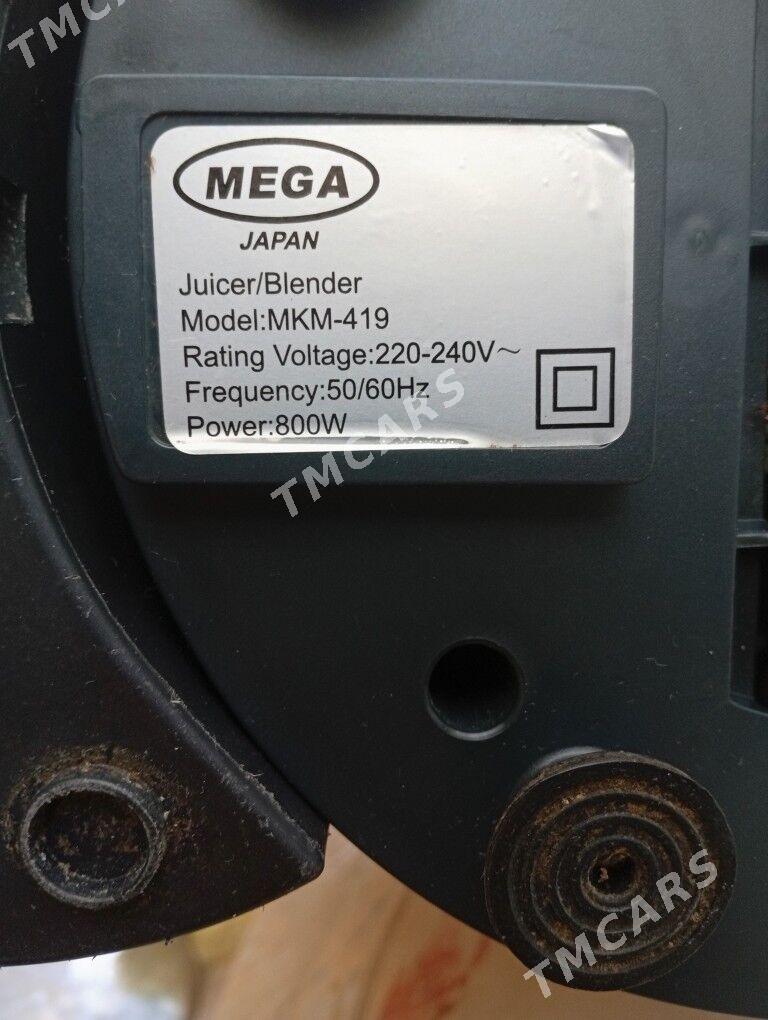 TMCARS
MEGA
JAPAN
Juicer/Blender
Model:MKM-419
Rating Voltage:220-240V~
Frequency:50/60Hz
Power:800W
TMCARS
TMCARS